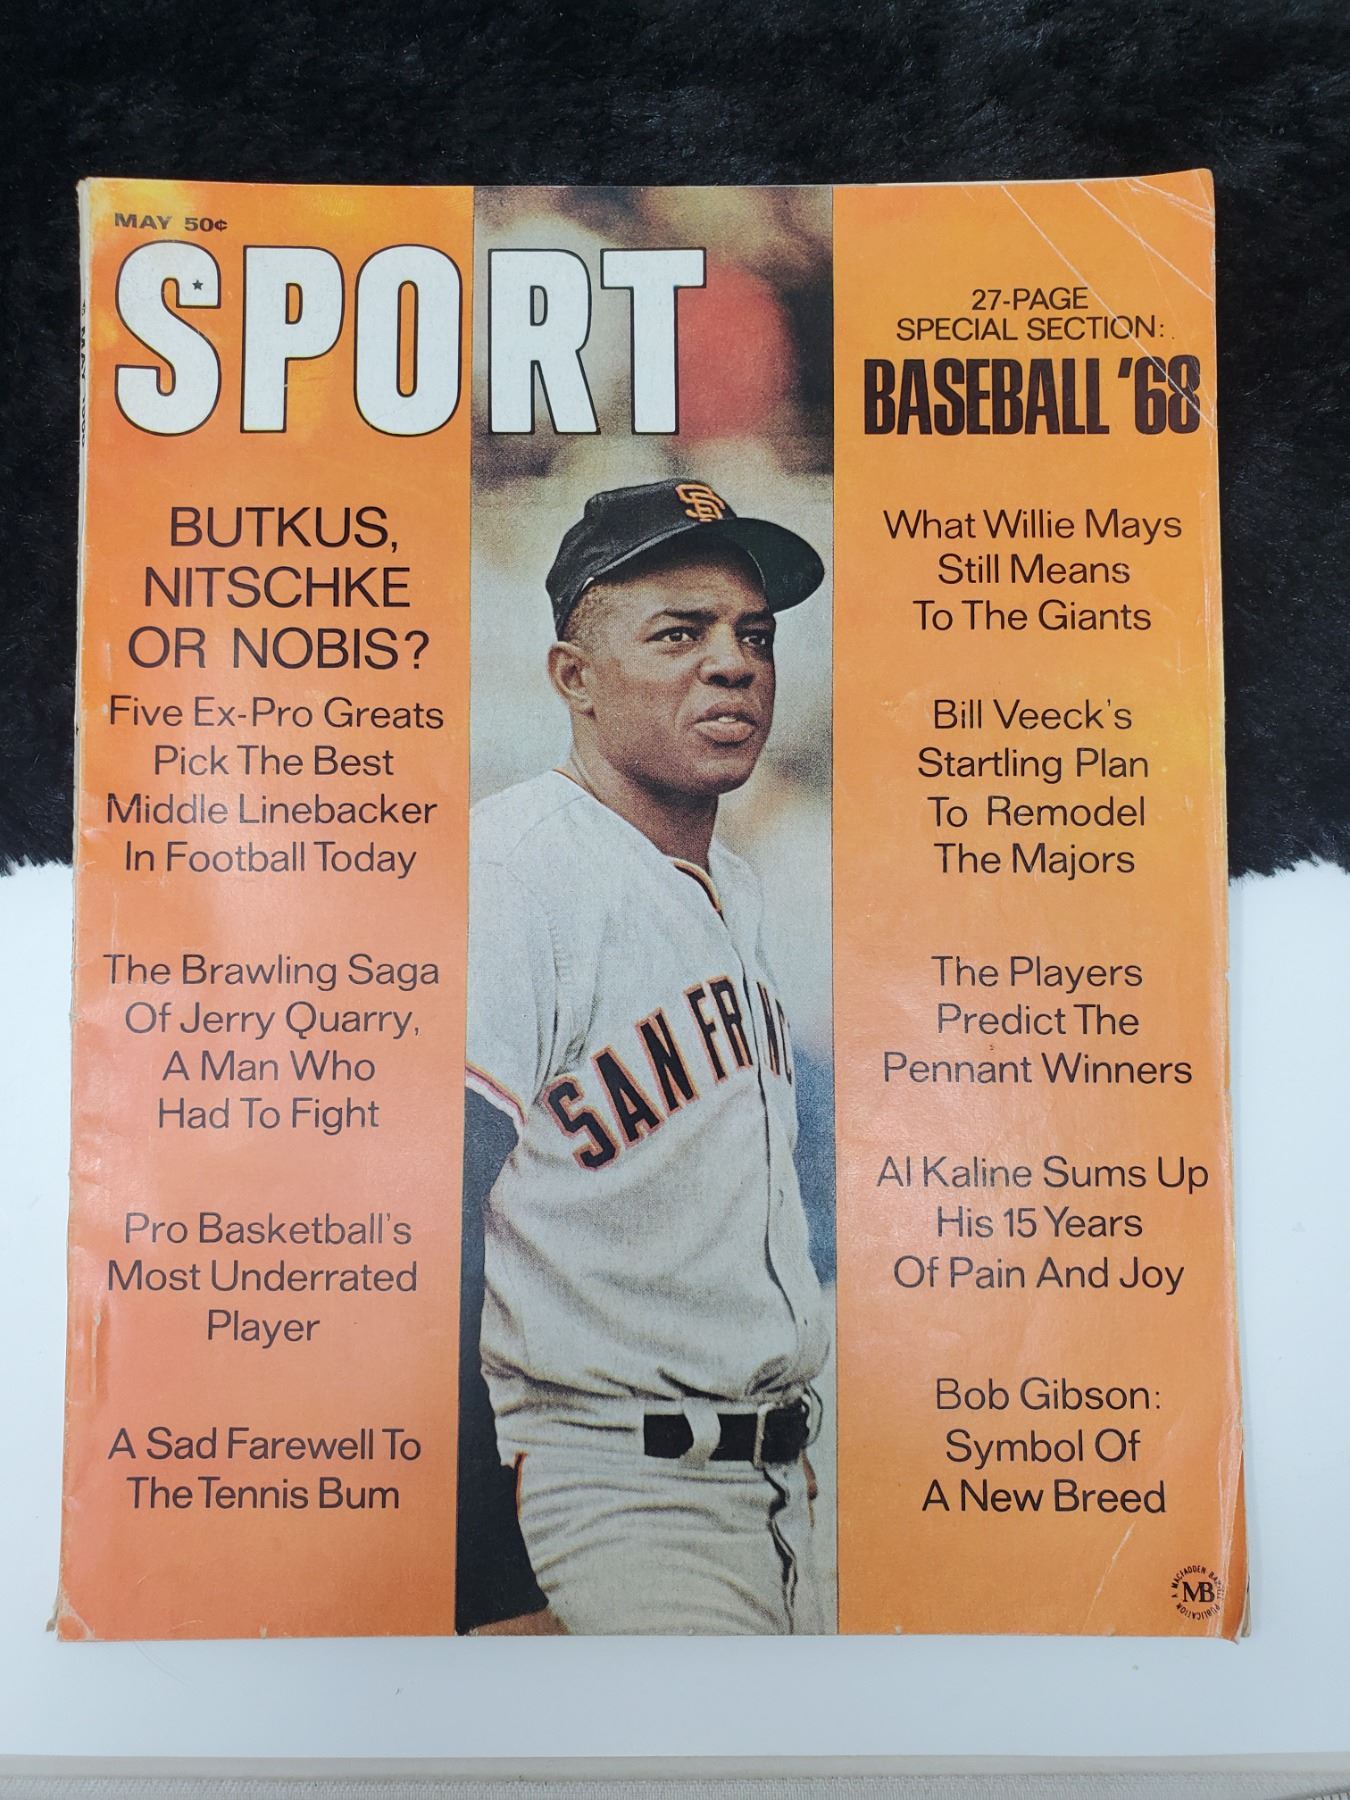 MAY 50¢
SPORT
27-PAGE
SPECIAL SECTION:
BASEBALL '68
BUTKUS,
NITSCHKE
OR NOBIS?
Five Ex-Pro Greats
Pick The Best
Middle Linebacker
In Football Today
The Brawling Saga
Of Jerry Quarry,
A Man Who
Had To Fight
Pro Basketball's
Most Underrated
Player
A Sad Farewell To
The Tennis Bum
SF
SAN FRANC
What Willie Mays
Still Means
To The Giants
Bill Veeck's
Startling Plan
To Remodel
The Majors
The Players
Predict The
Pennant Winners
Al Kaline Sums Up
His 15 Years
Of Pain And Joy
Bob Gibson:
Symbol Of
A New Breed
A MACFADDEN PUBLICATION
MB